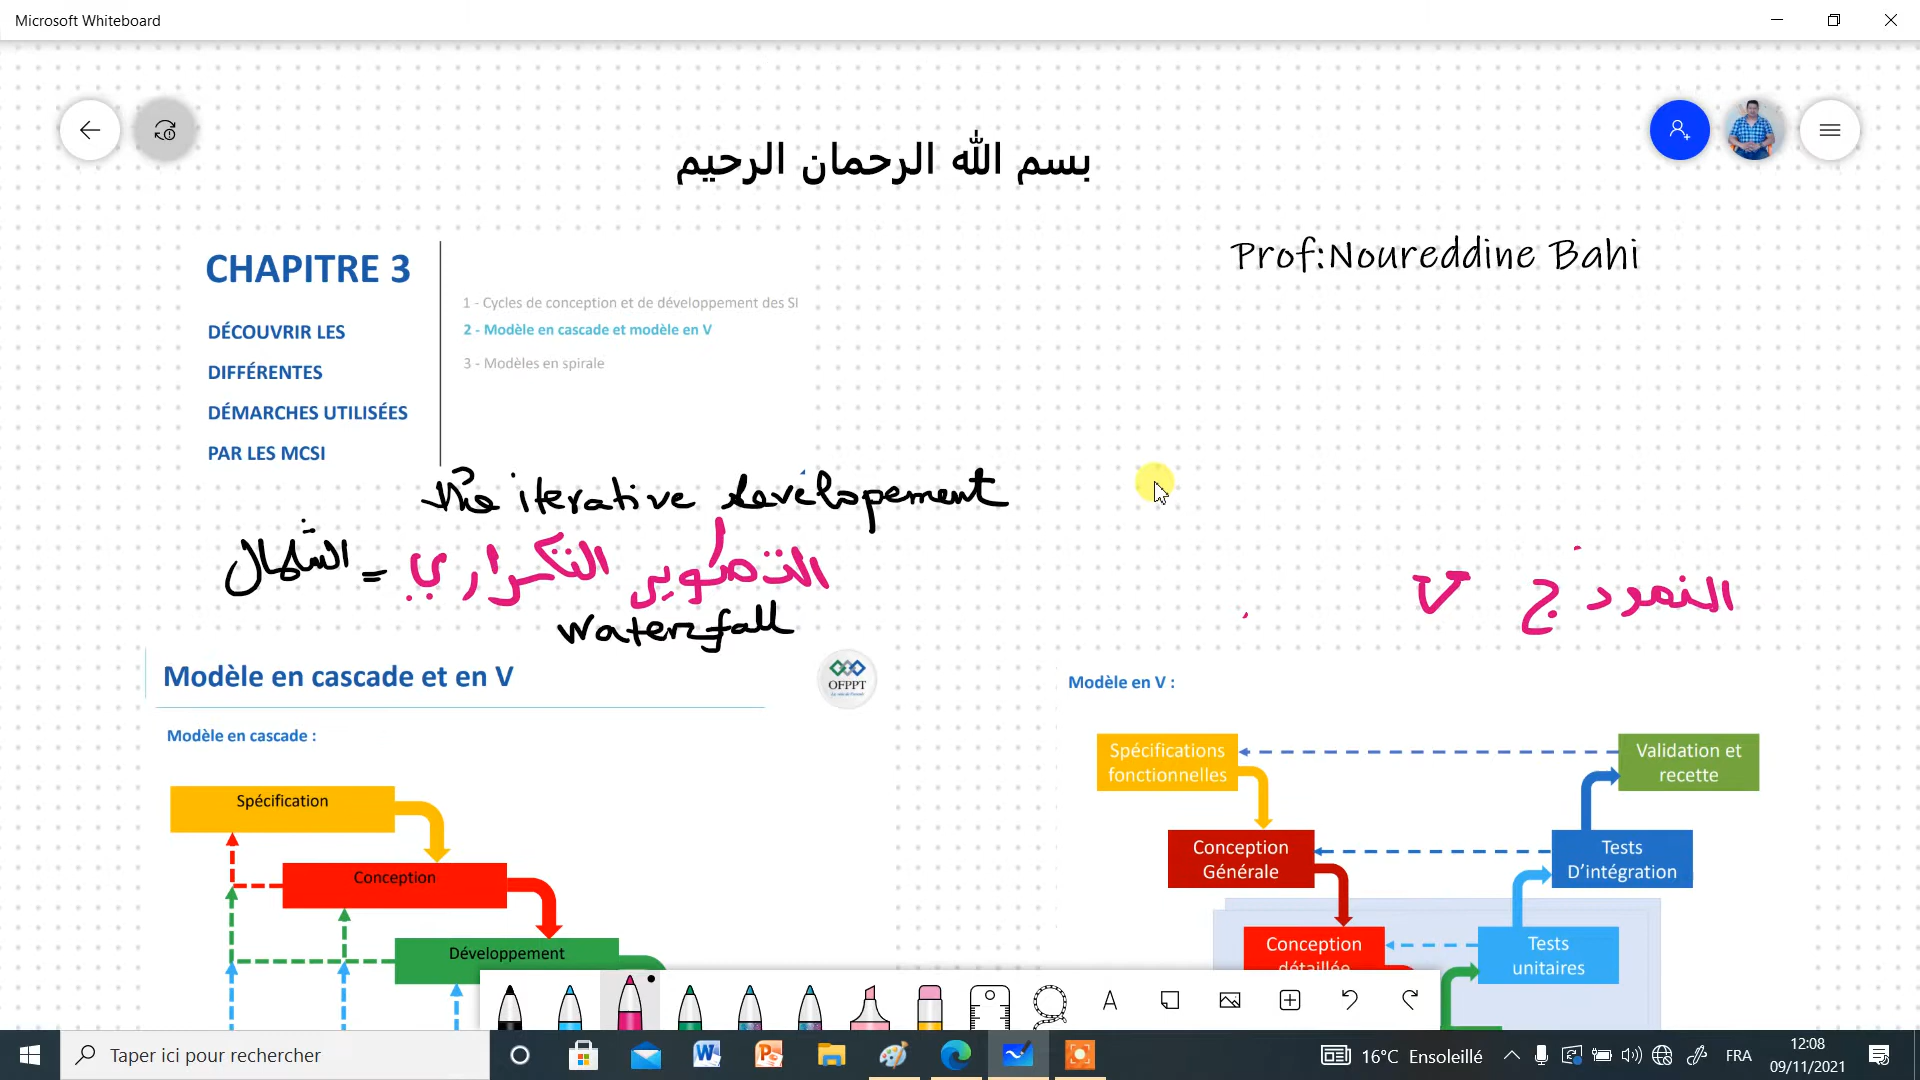 Microsoft Whiteboard
بسم الله الرحمان الرحيم
Prof:Noureddine Bahi
CHAPITRE 3
DÉCOUVRIR LES
DIFFÉRENTES
DÉMARCHES UTILISÉES
PAR LES MCSI
1 - Cycles de conception et de développement des SI
2 - Modèle en cascade et modèle en V
3 - Modèles en spirale
the iterative dévélopement
التطوير التكراري =
waterfall
النموذج V
Modèle en cascade et en V
OFPPT
Modèle en cascade :
Spécification
Conception
Développement
Modèle en V :
Spécifications
fonctionnelles
Validation et
recette
Conception
Générale
Tests
D'intégration
Conception
détaillée
Tests
unitaires
Taper ici pour rechercher
16°C Ensoleillé
FRA
12:08
09/11/2021